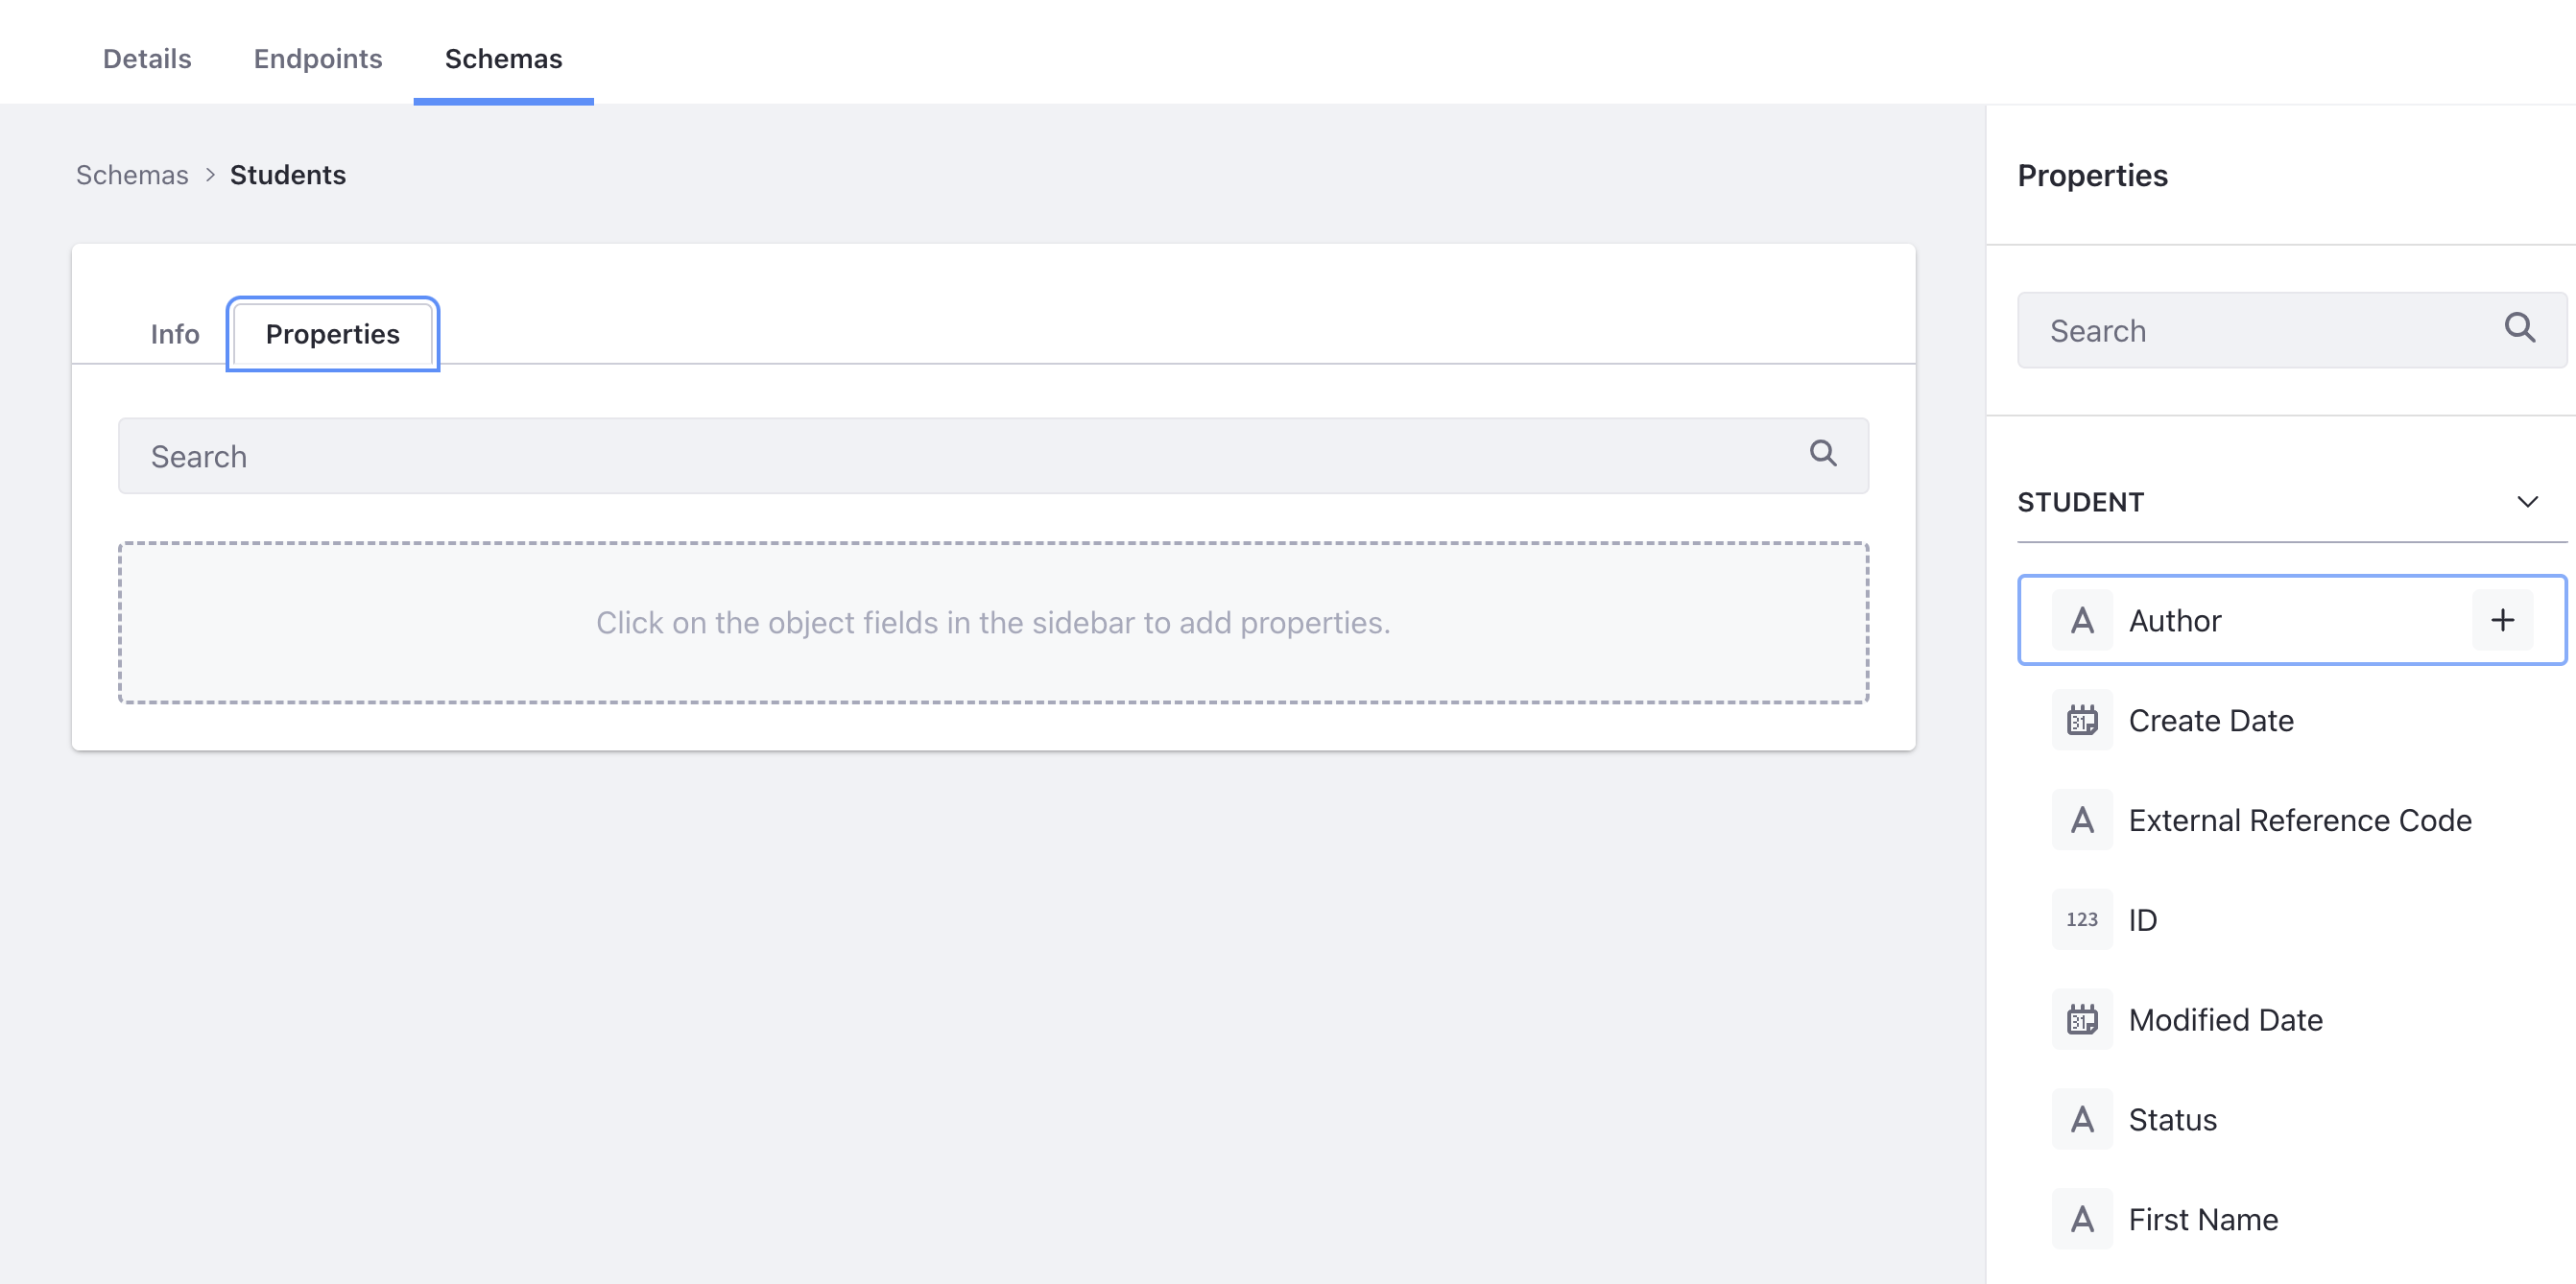 Details Endpoints Schemas
Schemas > Students
Info Properties
Search
Click on the object fields in the sidebar to add properties.
Properties
Search
STUDENT
A Author +
31 Create Date
A External Reference Code
123 ID
31 Modified Date
A Status
A First Name